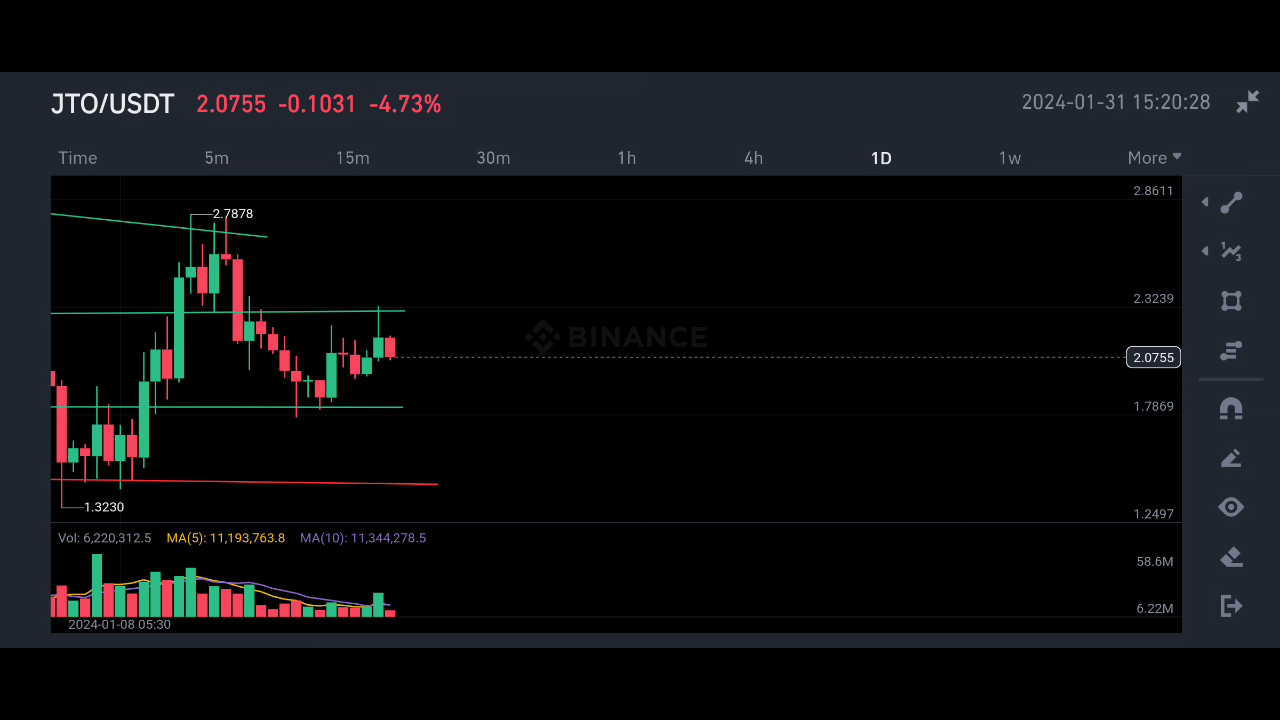 JTO/USDT 2.0755 -0.1031 -4.73% 2024-01-31 15:20:28
Time 5m 15m 30m 1h 4h 1D 1w More
2.8611
2.7878
2.3239
BINANCE
2.0755
1.7869
1.3230
1.2497
Vol: 6,220,312.5 MA(5): 11,193,763.8 MA(10): 11,344,278.5
58.6M
6.22M
2024-01-08 05:30